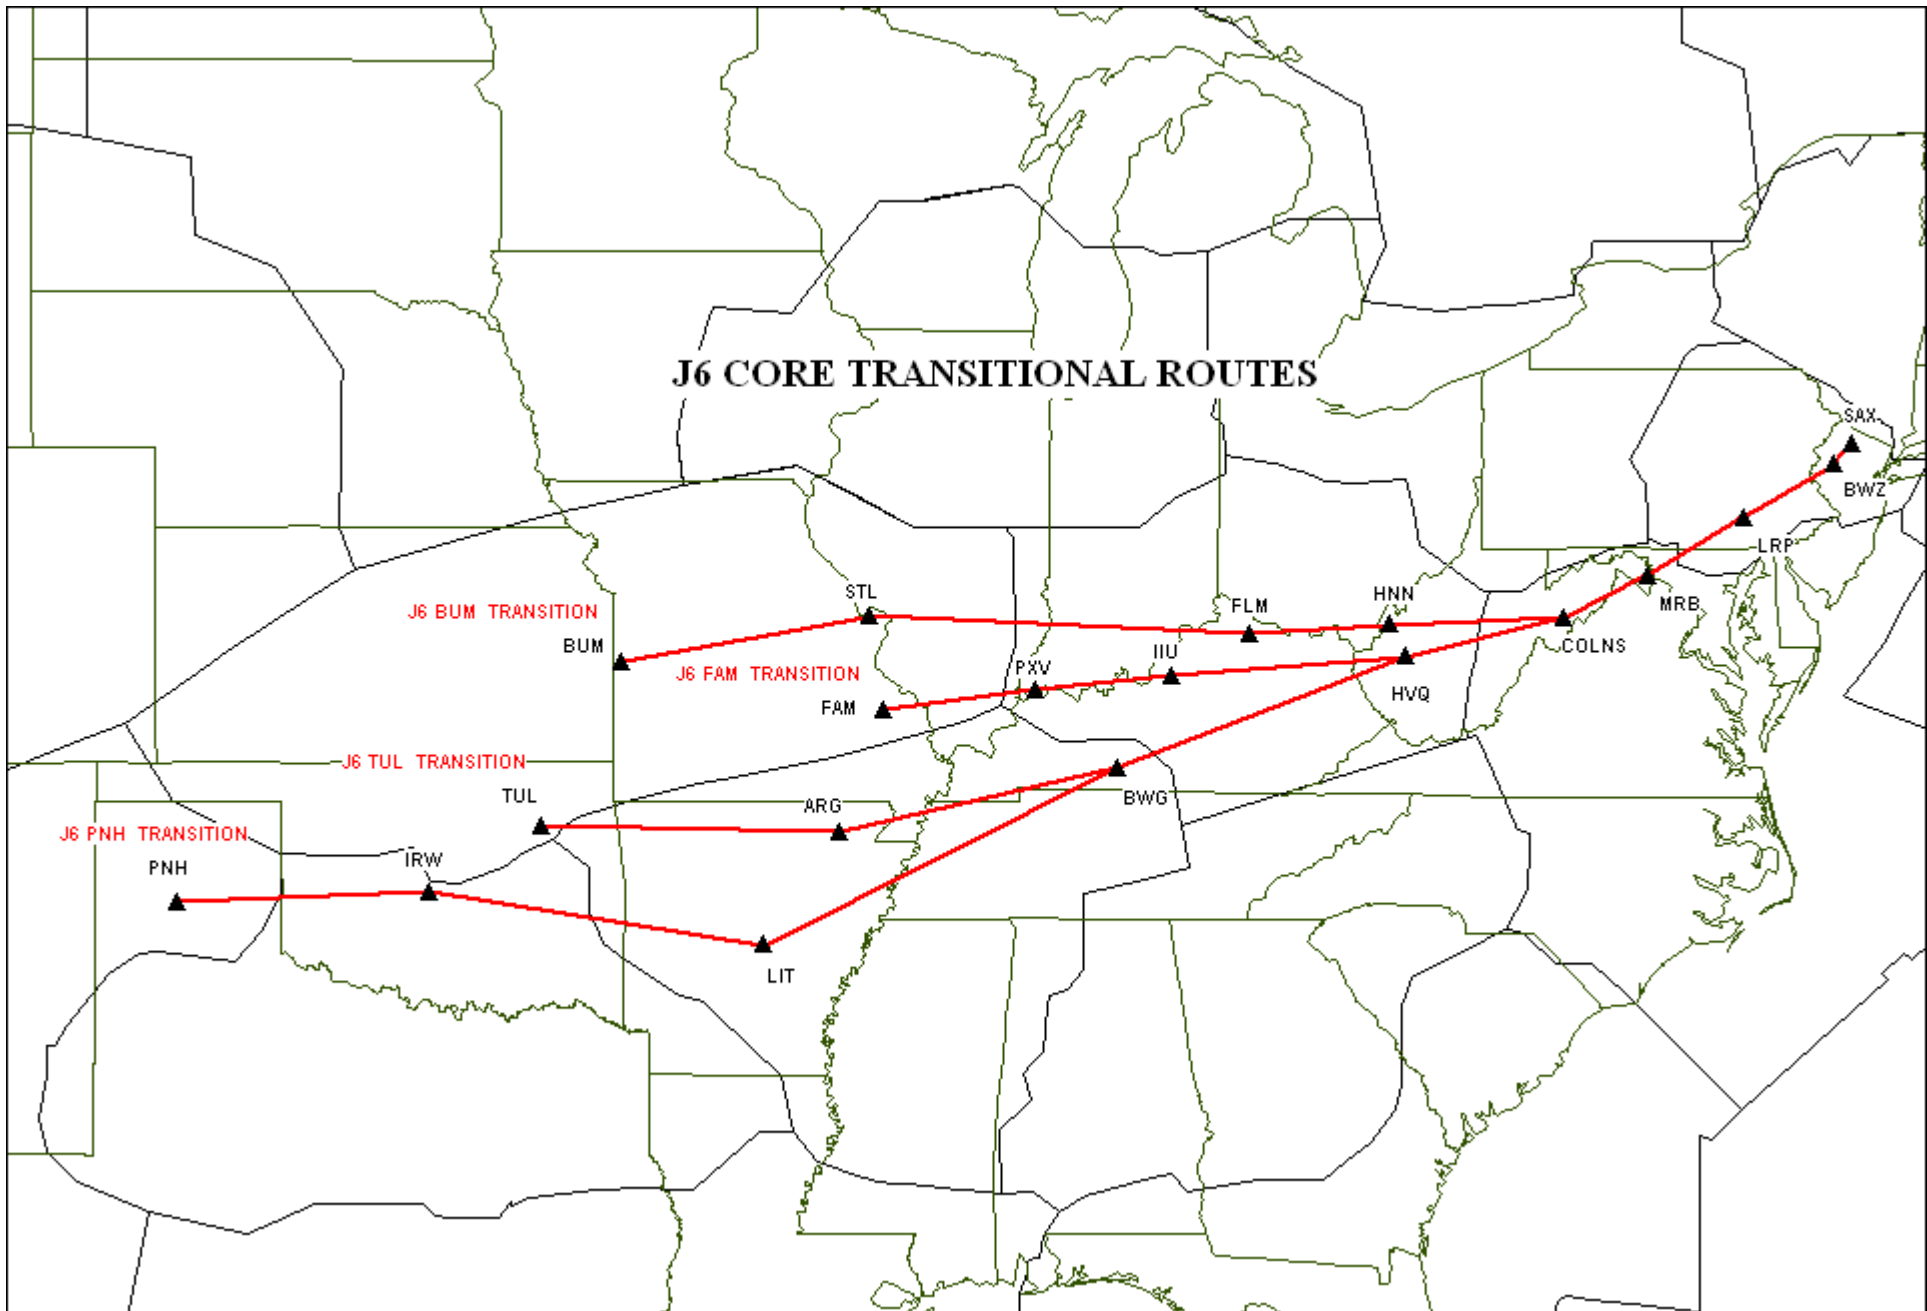 J6 CORE TRANSITIONAL ROUTES
SAX
BWZ
LRP
MRB
COLNS
HNN
FLM
STL
J6 BUM TRANSITION
BUM
IIU
PXV
J6 FAM TRANSITION
FAM
HVQ
J6 TUL TRANSITION
TUL
ARG
BWG
J6 PNH TRANSITION
PNH
IRW
LIT